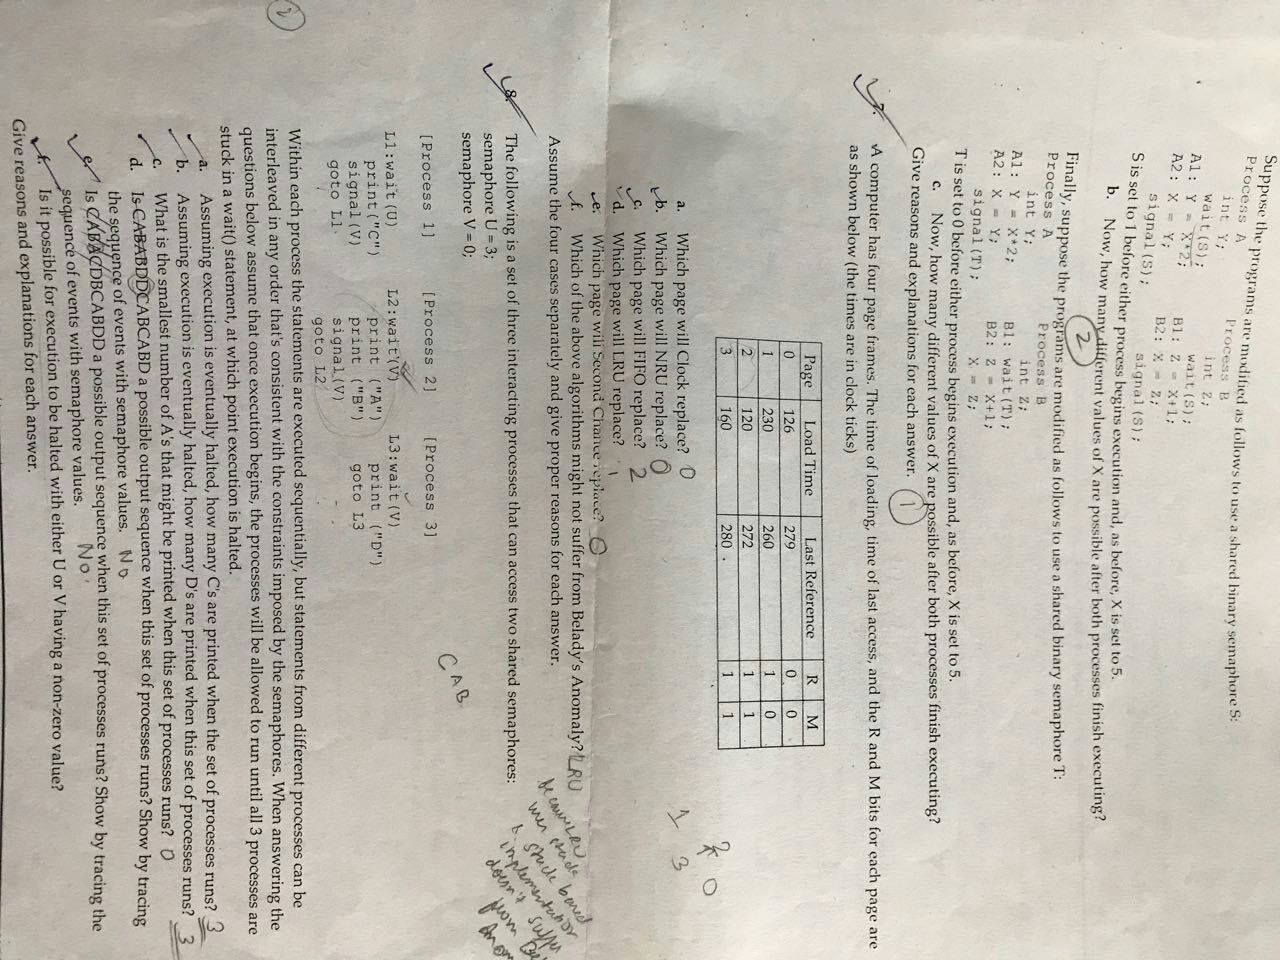 Suppose the programs are modified as follows to use a shared binary semaphore S:
Process A Process B
int Y; int Z;
wait(S); wait(S);
A1: Y = X*2; B1: Z = X+1;
A2: X = Y; B2: X = Z;
signal(S); signal(S);
S is set to 1 before either process begins execution and, as before, X is set to 5.
b. Now, how many different values of X are possible after both processes finish executing?
2
Finally, suppose the programs are modified as follows to use a shared binary semaphore T:
Process A Process B
int Y; int Z;
A1: Y = X*2; B1: wait(T);
A2: X = Y; B2: Z = X+1;
signal(T); X = Z;
T is set to 0 before either process begins execution and, as before, X is set to 5.
c. Now, how many different values of X are possible after both processes finish executing?
1
Give reasons and explanations for each answer.
7. A computer has four page frames. The time of loading, time of last access, and the R and M bits for each page are
as shown below (the times are in clock ticks)
Page Load Time Last Reference R M
0 126 279 0 0
1 230 260 1 0
2 120 272 1 1
3 160 280 1 1
2 0
1 3
a. Which page will Clock replace? 0
b. Which page will NRU replace? 0
c. Which page will FIFO replace? 2
d. Which page will LRU replace? 1
e. Which page will Second Chance replace? 0
f. Which of the above algorithms might not suffer from Belady's Anomaly? LRU
Assume the four cases separately and give proper reasons for each answer.
stack based
implementation
doesn't suffer
from
8. The following is a set of three interacting processes that can access two shared semaphores:
semaphore U = 3;
semaphore V = 0;
CAB
[Process 1] [Process 2] [Process 3]
L1:wait(U) L2:wait(V) L3:wait(V)
print("C") print ("A") print ("D")
signal(V) print ("B") goto L3
goto L1 signal(V)
goto L2
Within each process the statements are executed sequentially, but statements from different processes can be
interleaved in any order that's consistent with the constraints imposed by the semaphores. When answering the
questions below assume that once execution begins, the processes will be allowed to run until all 3 processes are
stuck in a wait() statement, at which point execution is halted.
a. Assuming execution is eventually halted, how many C's are printed when the set of processes runs? 3
b. Assuming execution is eventually halted, how many D's are printed when this set of processes runs? 3
c. What is the smallest number of A's that might be printed when this set of processes runs? 0
d. Is CABABDDCABCABD a possible output sequence when this set of processes runs? Show by tracing
the sequence of events with semaphore values. No
e. Is CABACDBCABDD a possible output sequence when this set of processes runs? Show by tracing the
sequence of events with semaphore values. No.
f. Is it possible for execution to be halted with either U or V having a non-zero value?
Give reasons and explanations for each answer.
2